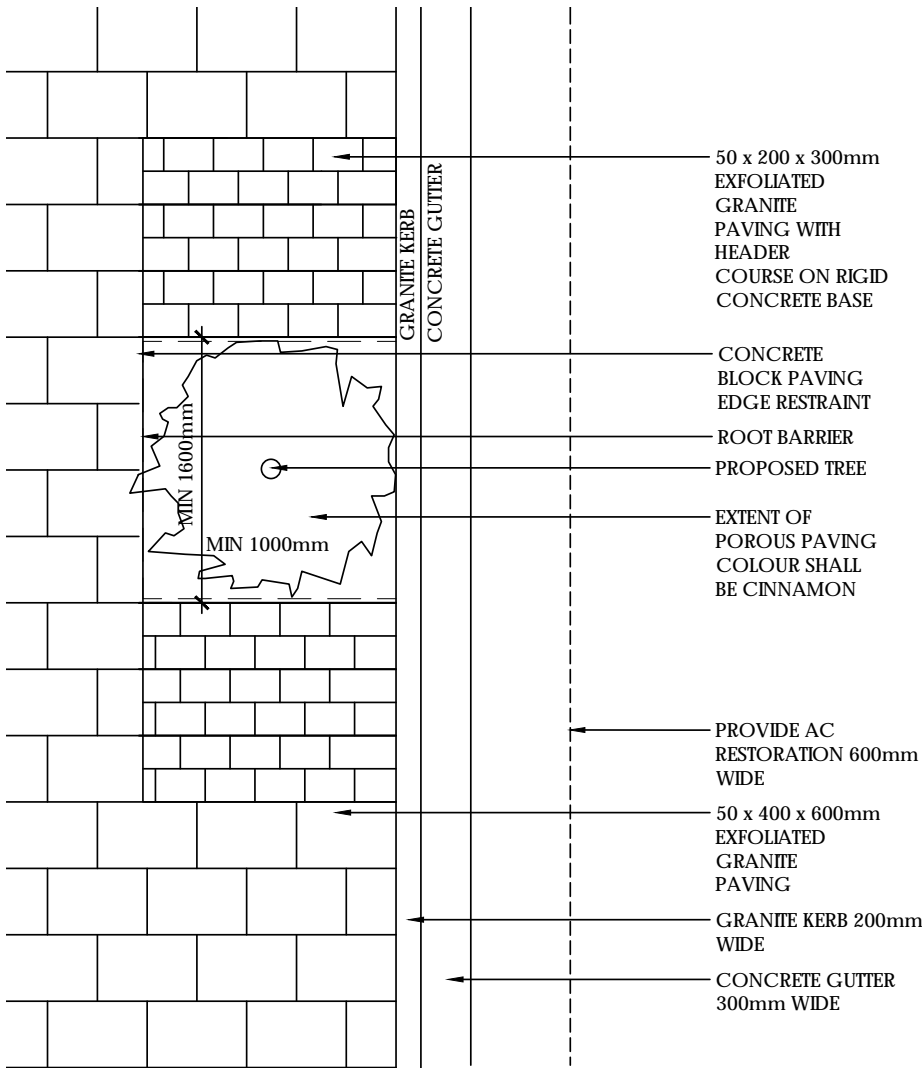 50 x 200 x 300mm
EXFOLIATED
GRANITE
PAVING WITH
HEADER
COURSE ON RIGID
CONCRETE BASE
GRANITE KERB
CONCRETE GUTTER
CONCRETE
BLOCK PAVING
EDGE RESTRAINT
ROOT BARRIER
PROPOSED TREE
MIN 1600mm
MIN 1000mm
EXTENT OF
POROUS PAVING
COLOUR SHALL
BE CINNAMON
PROVIDE AC
RESTORATION 600mm
WIDE
50 x 400 x 600mm
EXFOLIATED
GRANITE
PAVING
GRANITE KERB 200mm
WIDE
CONCRETE GUTTER
300mm WIDE